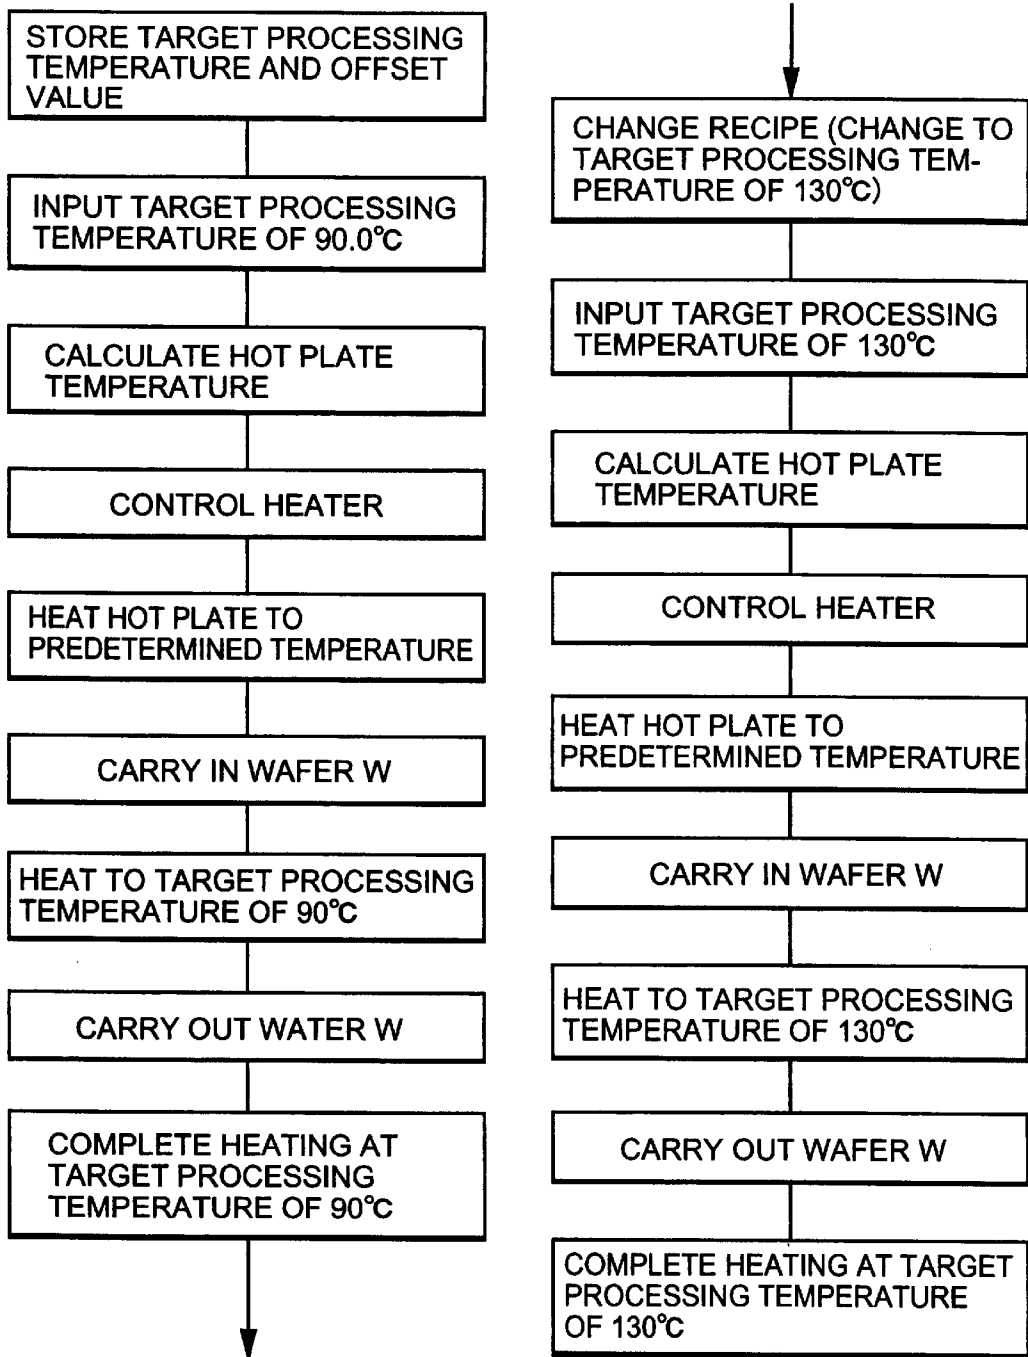 STORE TARGET PROCESSING
TEMPERATURE AND OFFSET
VALUE
INPUT TARGET PROCESSING
TEMPERATURE OF 90.0°C
CALCULATE HOT PLATE
TEMPERATURE
CONTROL HEATER
HEAT HOT PLATE TO
PREDETERMINED TEMPERATURE
CARRY IN WAFER W
HEAT TO TARGET PROCESSING
TEMPERATURE OF 90°C
CARRY OUT WATER W
COMPLETE HEATING AT
TARGET PROCESSING
TEMPERATURE OF 90°C
CHANGE RECIPE (CHANGE TO
TARGET PROCESSING TEM-
PERATURE OF 130°C)
INPUT TARGET PROCESSING
TEMPERATURE OF 130°C
CALCULATE HOT PLATE
TEMPERATURE
CONTROL HEATER
HEAT HOT PLATE TO
PREDETERMINED TEMPERATURE
CARRY IN WAFER W
HEAT TO TARGET PROCESSING
TEMPERATURE OF 130°C
CARRY OUT WAFER W
COMPLETE HEATING AT TARGET
PROCESSING TEMPERATURE
OF 130°C